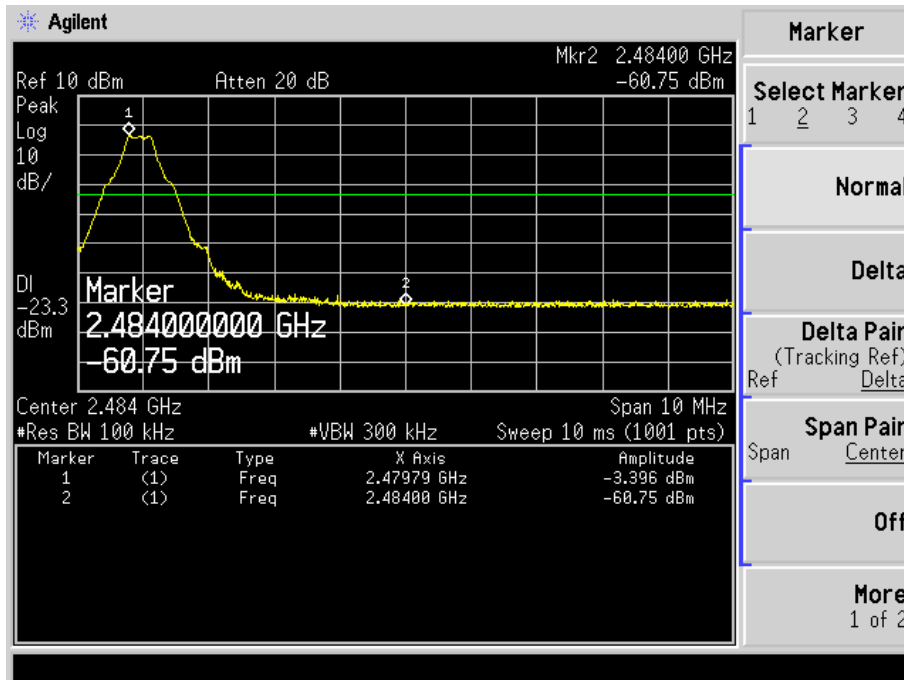 Agilent
Marker
Mkr2 2.48400 GHz
Ref 10 dBm Atten 20 dB -60.75 dBm
Peak
Log
10
dB/
1
2
DI
-23.3
dBm
Marker
2.484000000 GHz
-60.75 dBm
Center 2.484 GHz Span 10 MHz
#Res BW 100 kHz #VBW 300 kHz Sweep 10 ms (1001 pts)
Marker Trace Type X Axis Amplitude
1 (1) Freq 2.47979 GHz -3.396 dBm
2 (1) Freq 2.48400 GHz -60.75 dBm
Select Marker
1 2 3 4
Normal
Delta
Delta Pair
(Tracking Ref)
Ref Delta
Span Pair
Span Center
Off
More
1 of 2